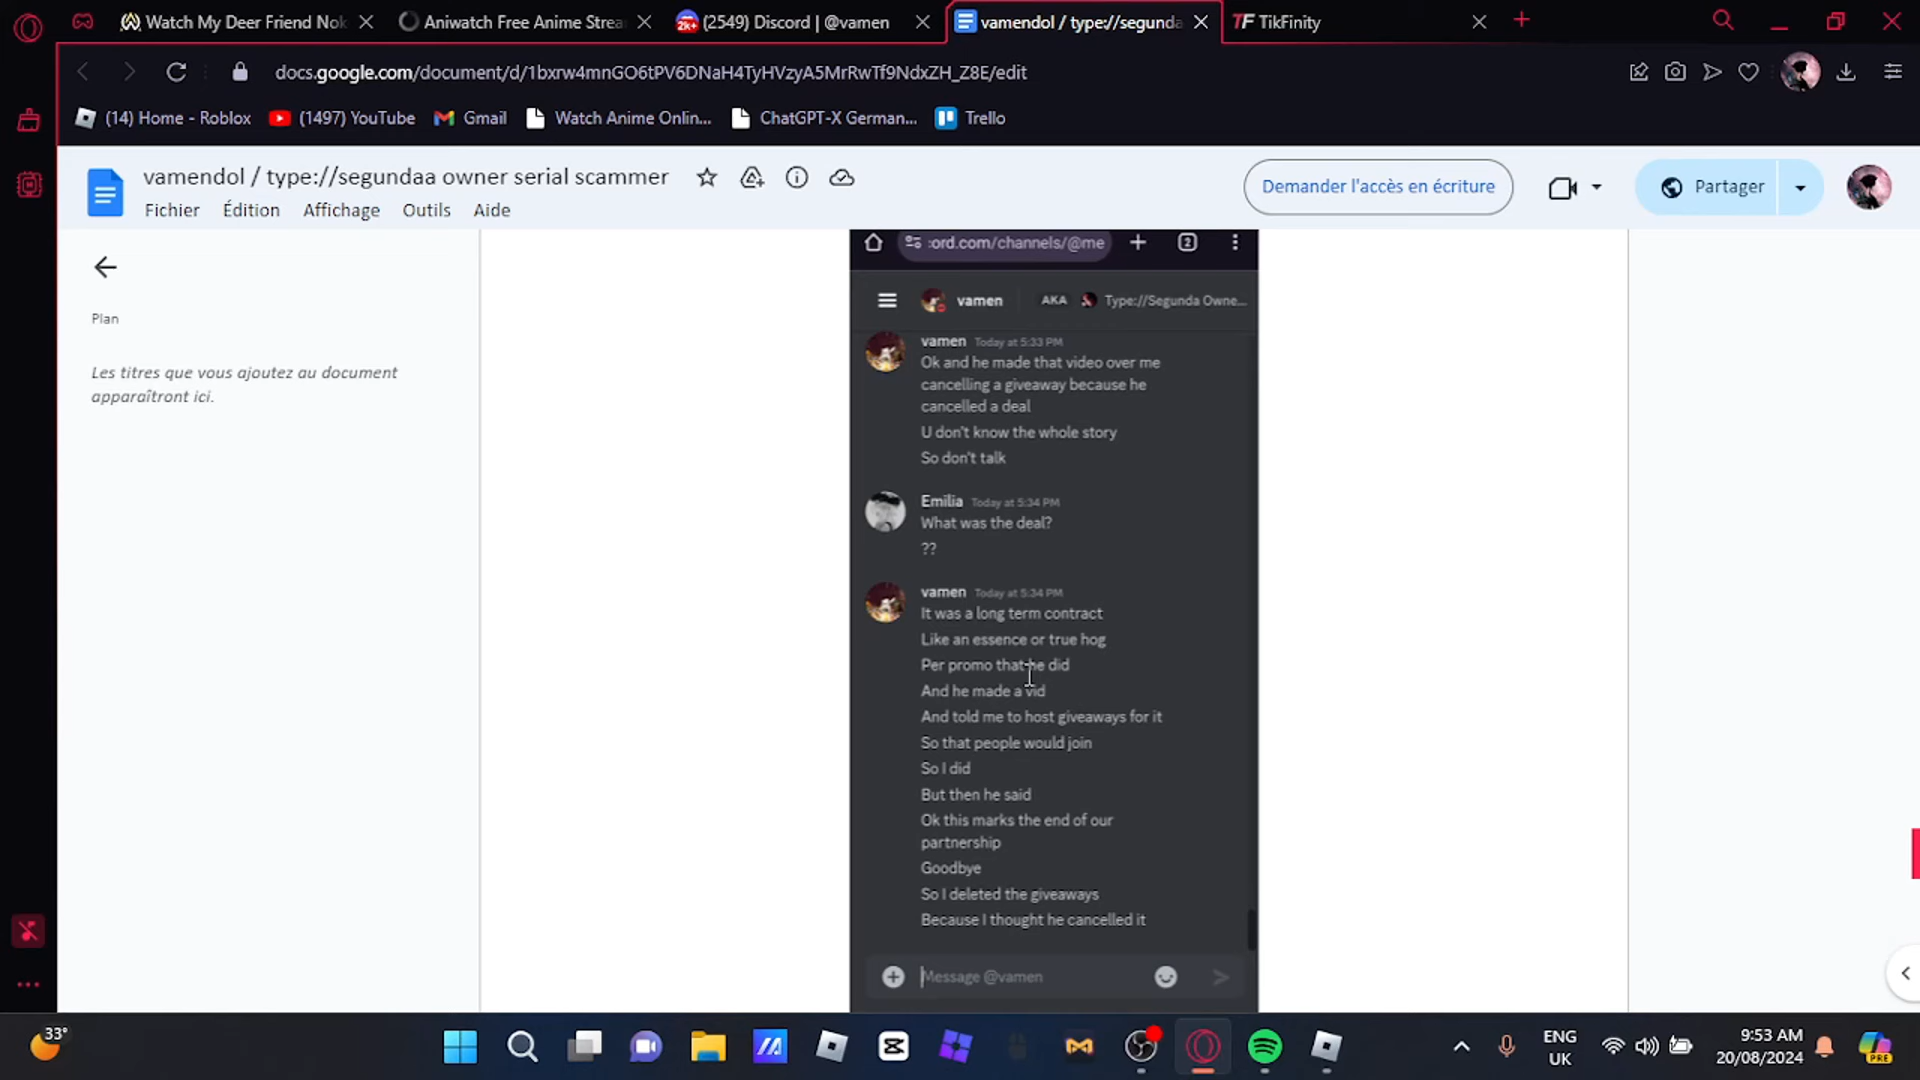 Watch My Deer Friend Nok
Aniwatch Free Anime Strea
(2549) Discord | @vamen
vamendol / type://segunda
TikFinity
docs.google.com/document/d/1bxrw4mnGO6tPV6DNaH4TyHVzyA5MrRwTf9NdxZH_Z8E/edit
(14) Home - Roblox
(1497) YouTube
Gmail
Watch Anime Onlin...
ChatGPT-X German...
Trello
vamendol / type://segundaa owner serial scammer
Demander l'accès en écriture
Partager
Fichier
Édition
Affichage
Outils
Aide
Plan
Les titres que vous ajoutez au document
apparaîtront ici.
:ord.com/channels/@me
2
vamen
AKA
Type://Segunda Owne...
vamen Today at 5:33 PM
Ok and he made that video over me
cancelling a giveaway because he
cancelled a deal
U don't know the whole story
So don't talk
Emilia Today at 5:34 PM
What was the deal?
??
vamen Today at 5:34 PM
It was a long term contract
Like an essence or true hog
Per promo that he did
And he made a vid
And told me to host giveaways for it
So that people would join
So I did
But then he said
Ok this marks the end of our
partnership
Goodbye
So I deleted the giveaways
Because I thought he cancelled it
Message @vamen
33°
ENG
UK
9:53 AM
20/08/2024
PRE